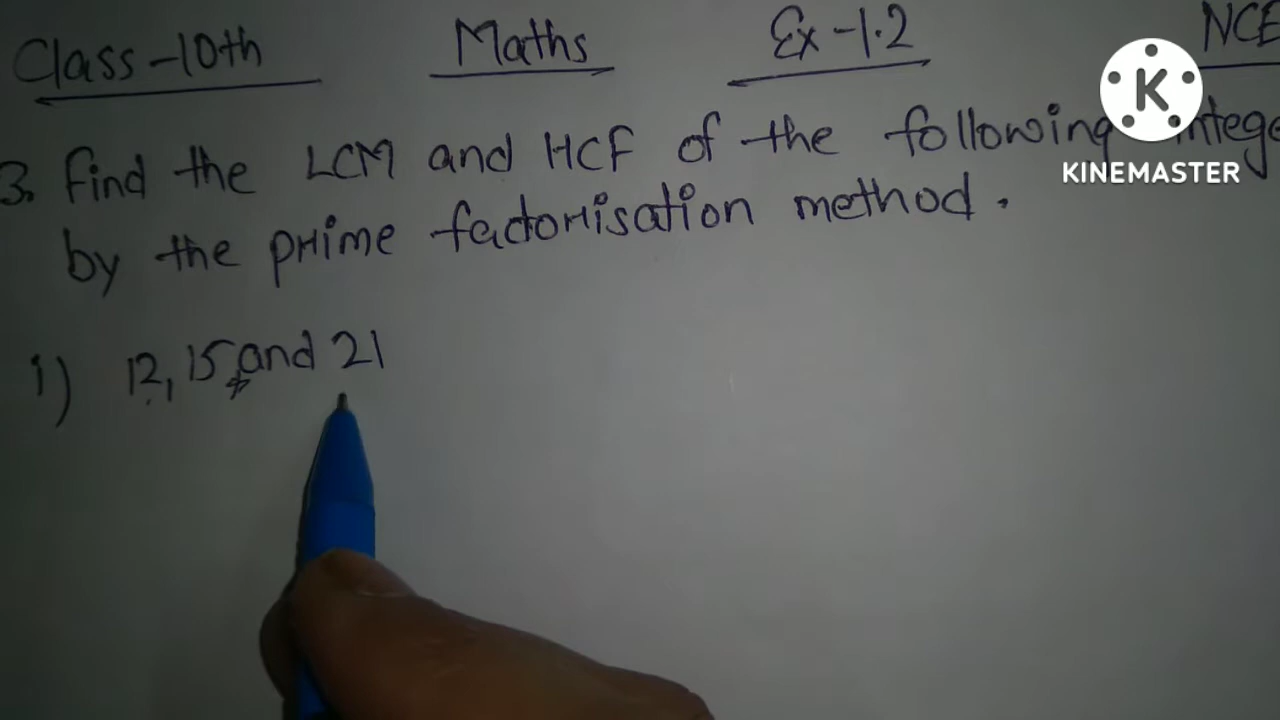 Class-10th Maths Ex-1.2 NCE
3. Find the LCM and HCF of the following intege
by the prime factorisation method.
i) 12, 15, and 21
K
KINEMASTER